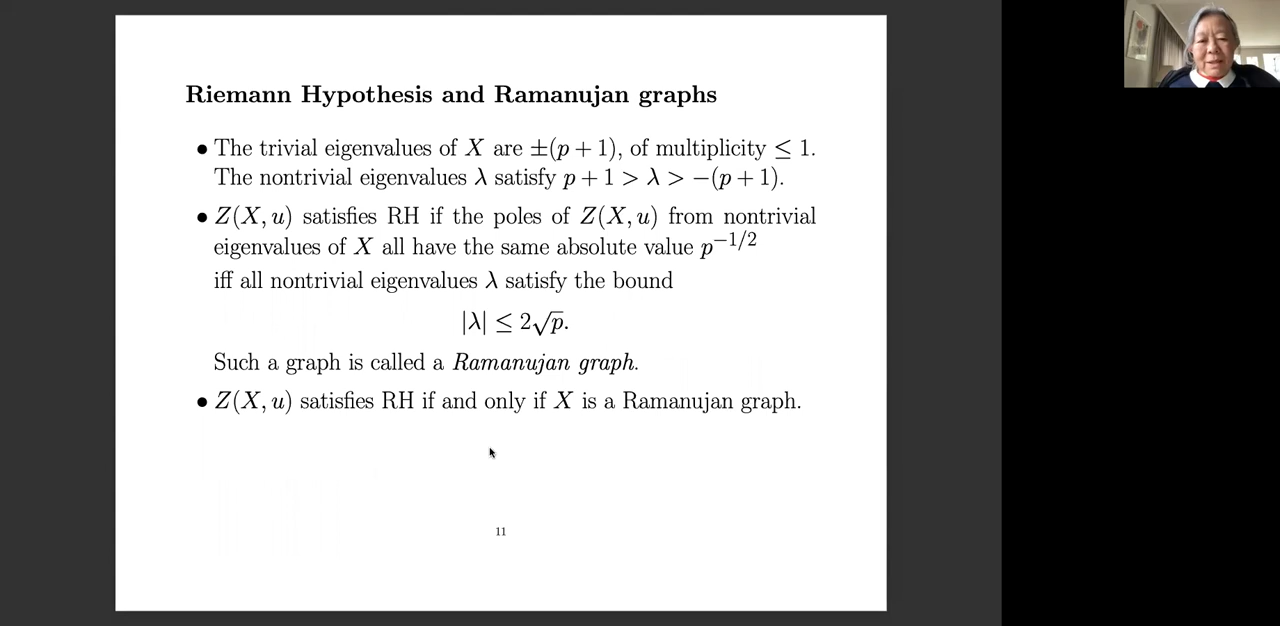 Riemann Hypothesis and Ramanujan graphs
• The trivial eigenvalues of X are ±(p + 1), of multiplicity ≤ 1.
The nontrivial eigenvalues λ satisfy p + 1 > λ > −(p + 1).
• Z(X, u) satisfies RH if the poles of Z(X, u) from nontrivial
eigenvalues of X all have the same absolute value p^{−1/2}
iff all nontrivial eigenvalues λ satisfy the bound
|λ| ≤ 2√p.
Such a graph is called a Ramanujan graph.
• Z(X, u) satisfies RH if and only if X is a Ramanujan graph.
11